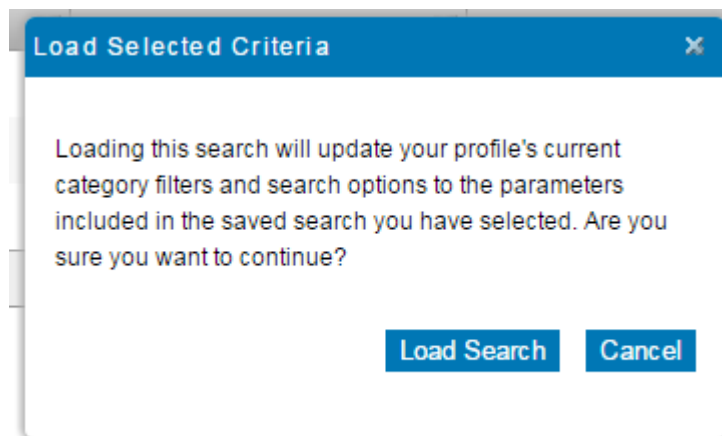 Load Selected Criteria
Loading this search will update your profile's current
category filters and search options to the parameters
included in the saved search you have selected. Are you
sure you want to continue?
Load Search Cancel